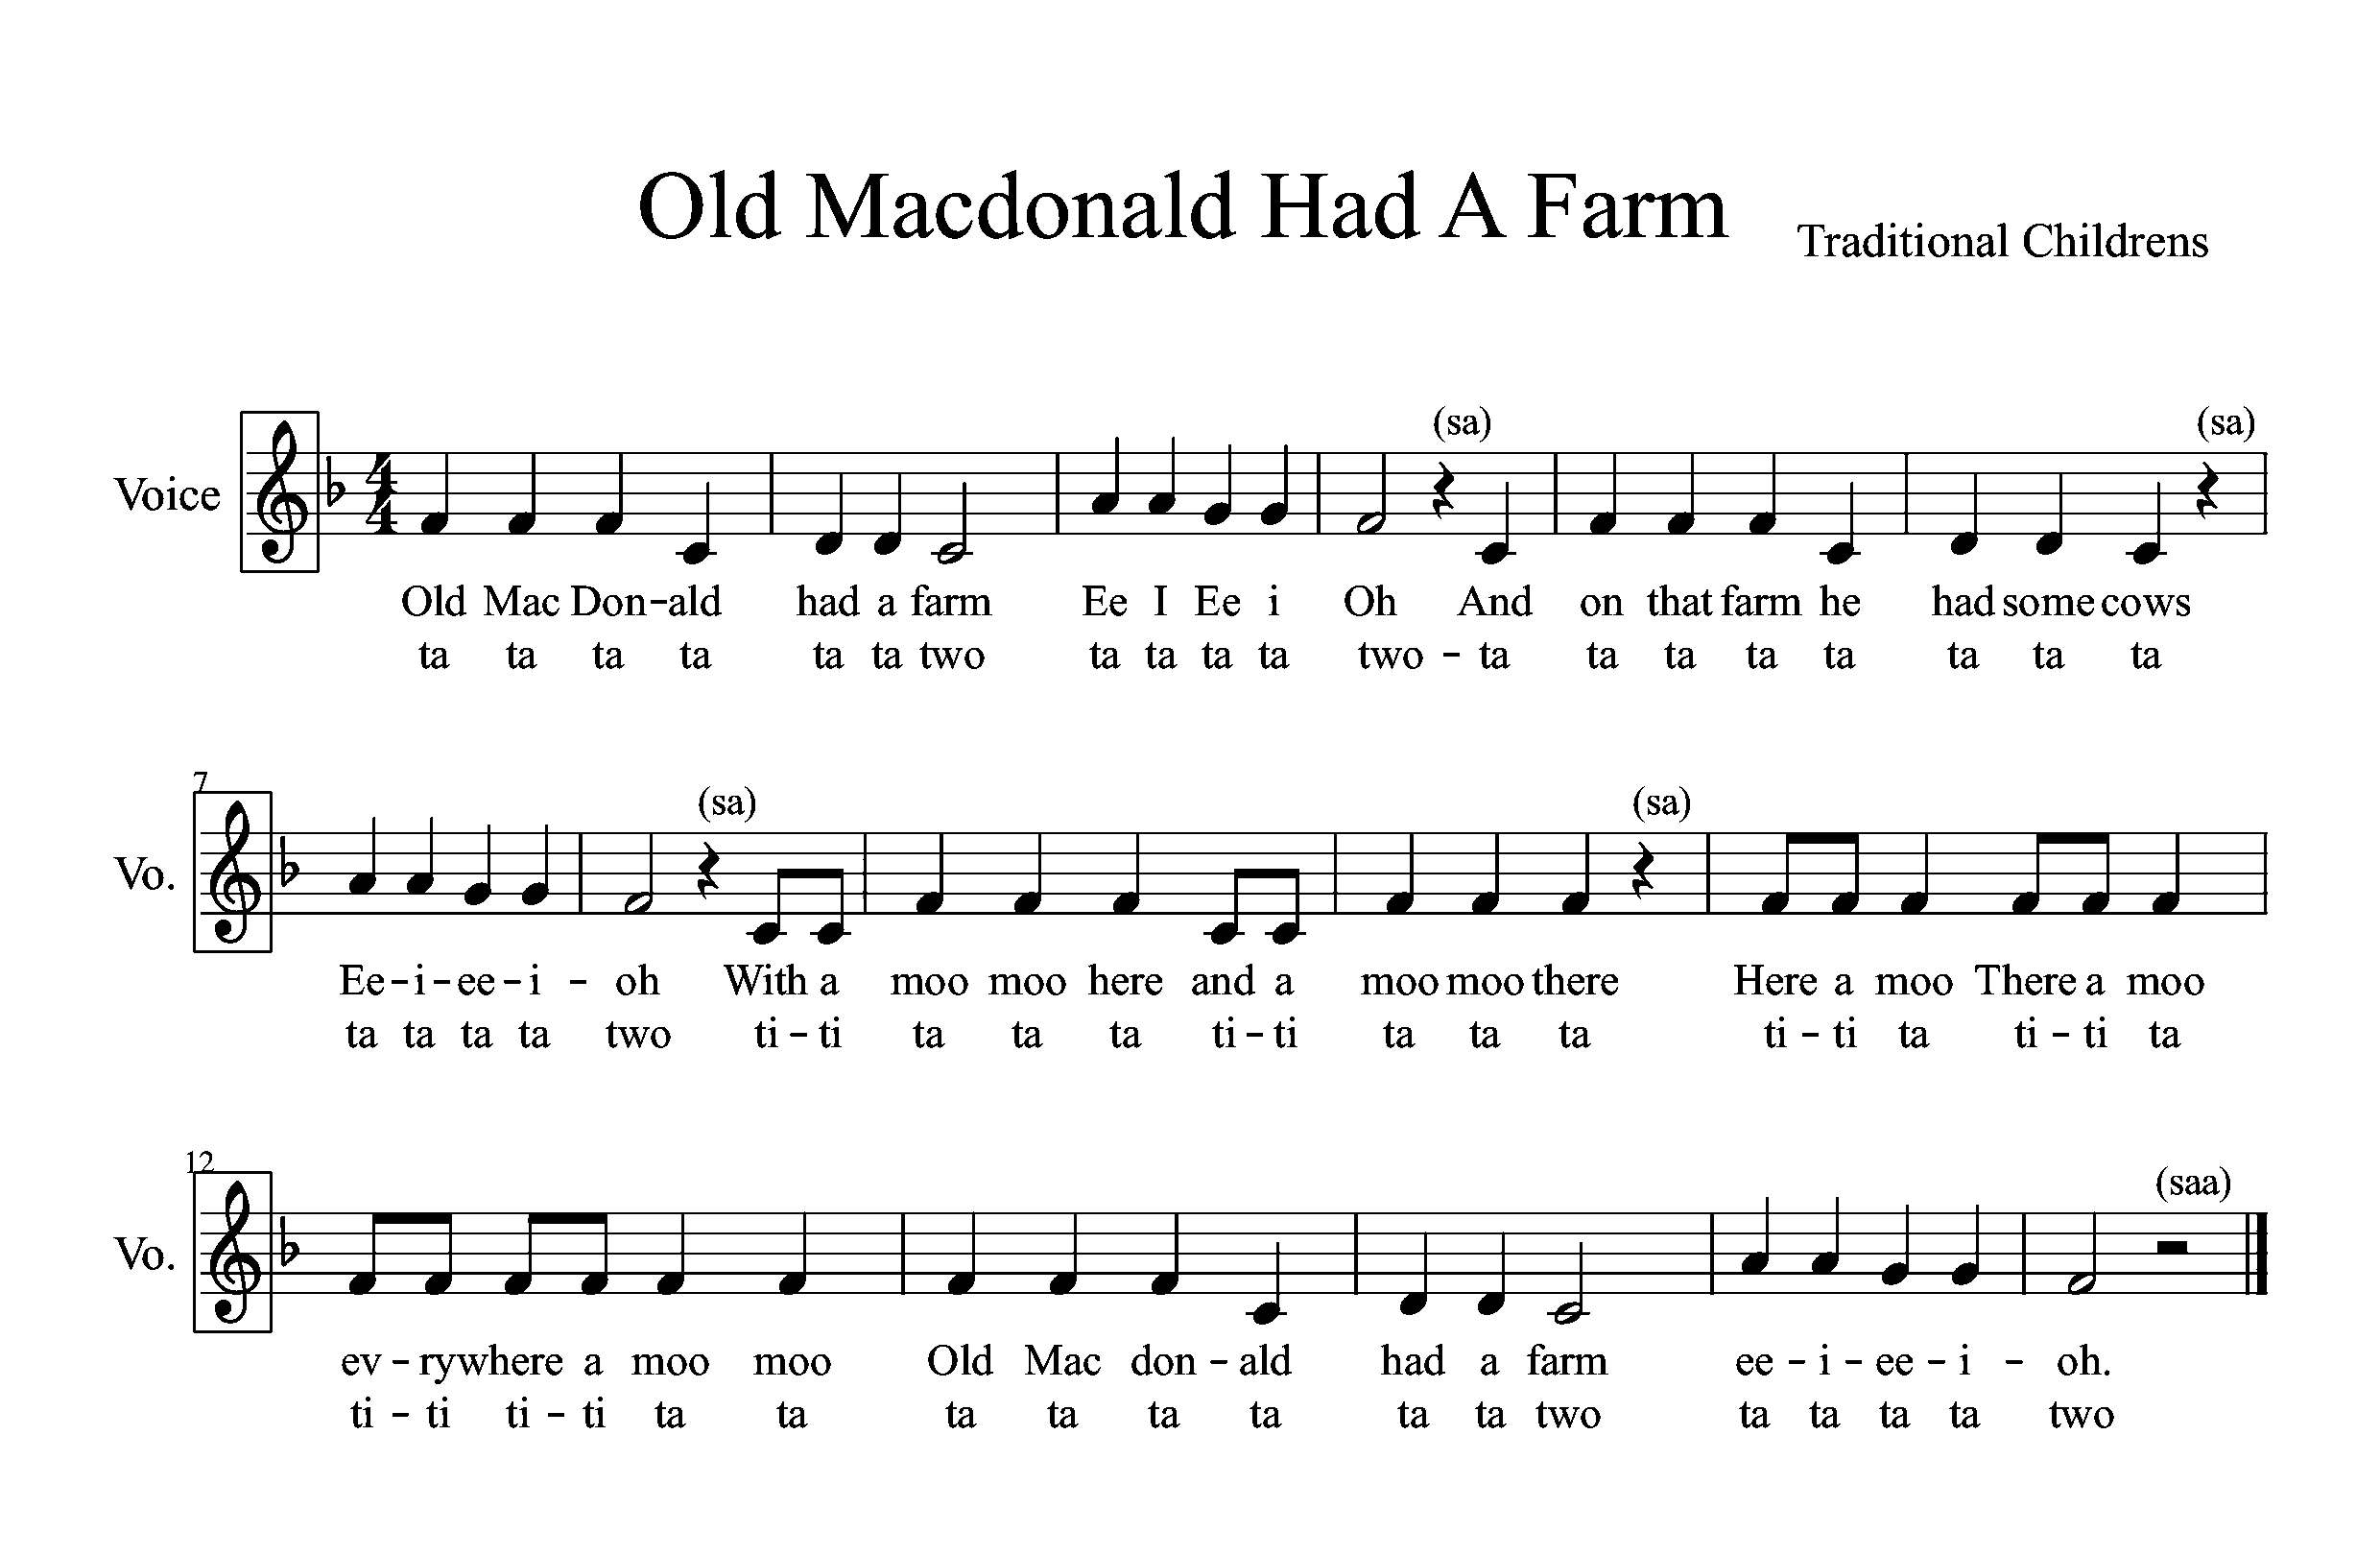 Old Macdonald Had A Farm
Traditional Childrens
(sa) (sa)
Voice
4
4
Old Mac Don-ald had a farm Ee I Ee i Oh And on that farm he had some cows
ta ta ta ta ta ta two ta ta ta ta two - ta ta ta ta ta ta ta ta
7
(sa) (sa)
Vo.
Ee-i-ee-i- oh With a moo moo here and a moo moo there Here a moo There a moo
ta ta ta ta two ti-ti ta ta ta ti-ti ta ta ta ti-ti ta ti-ti ta
12
(saa)
Vo.
ev-rywhere a moo moo Old Mac don-ald had a farm ee-i-ee-i- oh.
ti-ti ti-ti ta ta ta ta ta ta ta ta two ta ta ta ta two